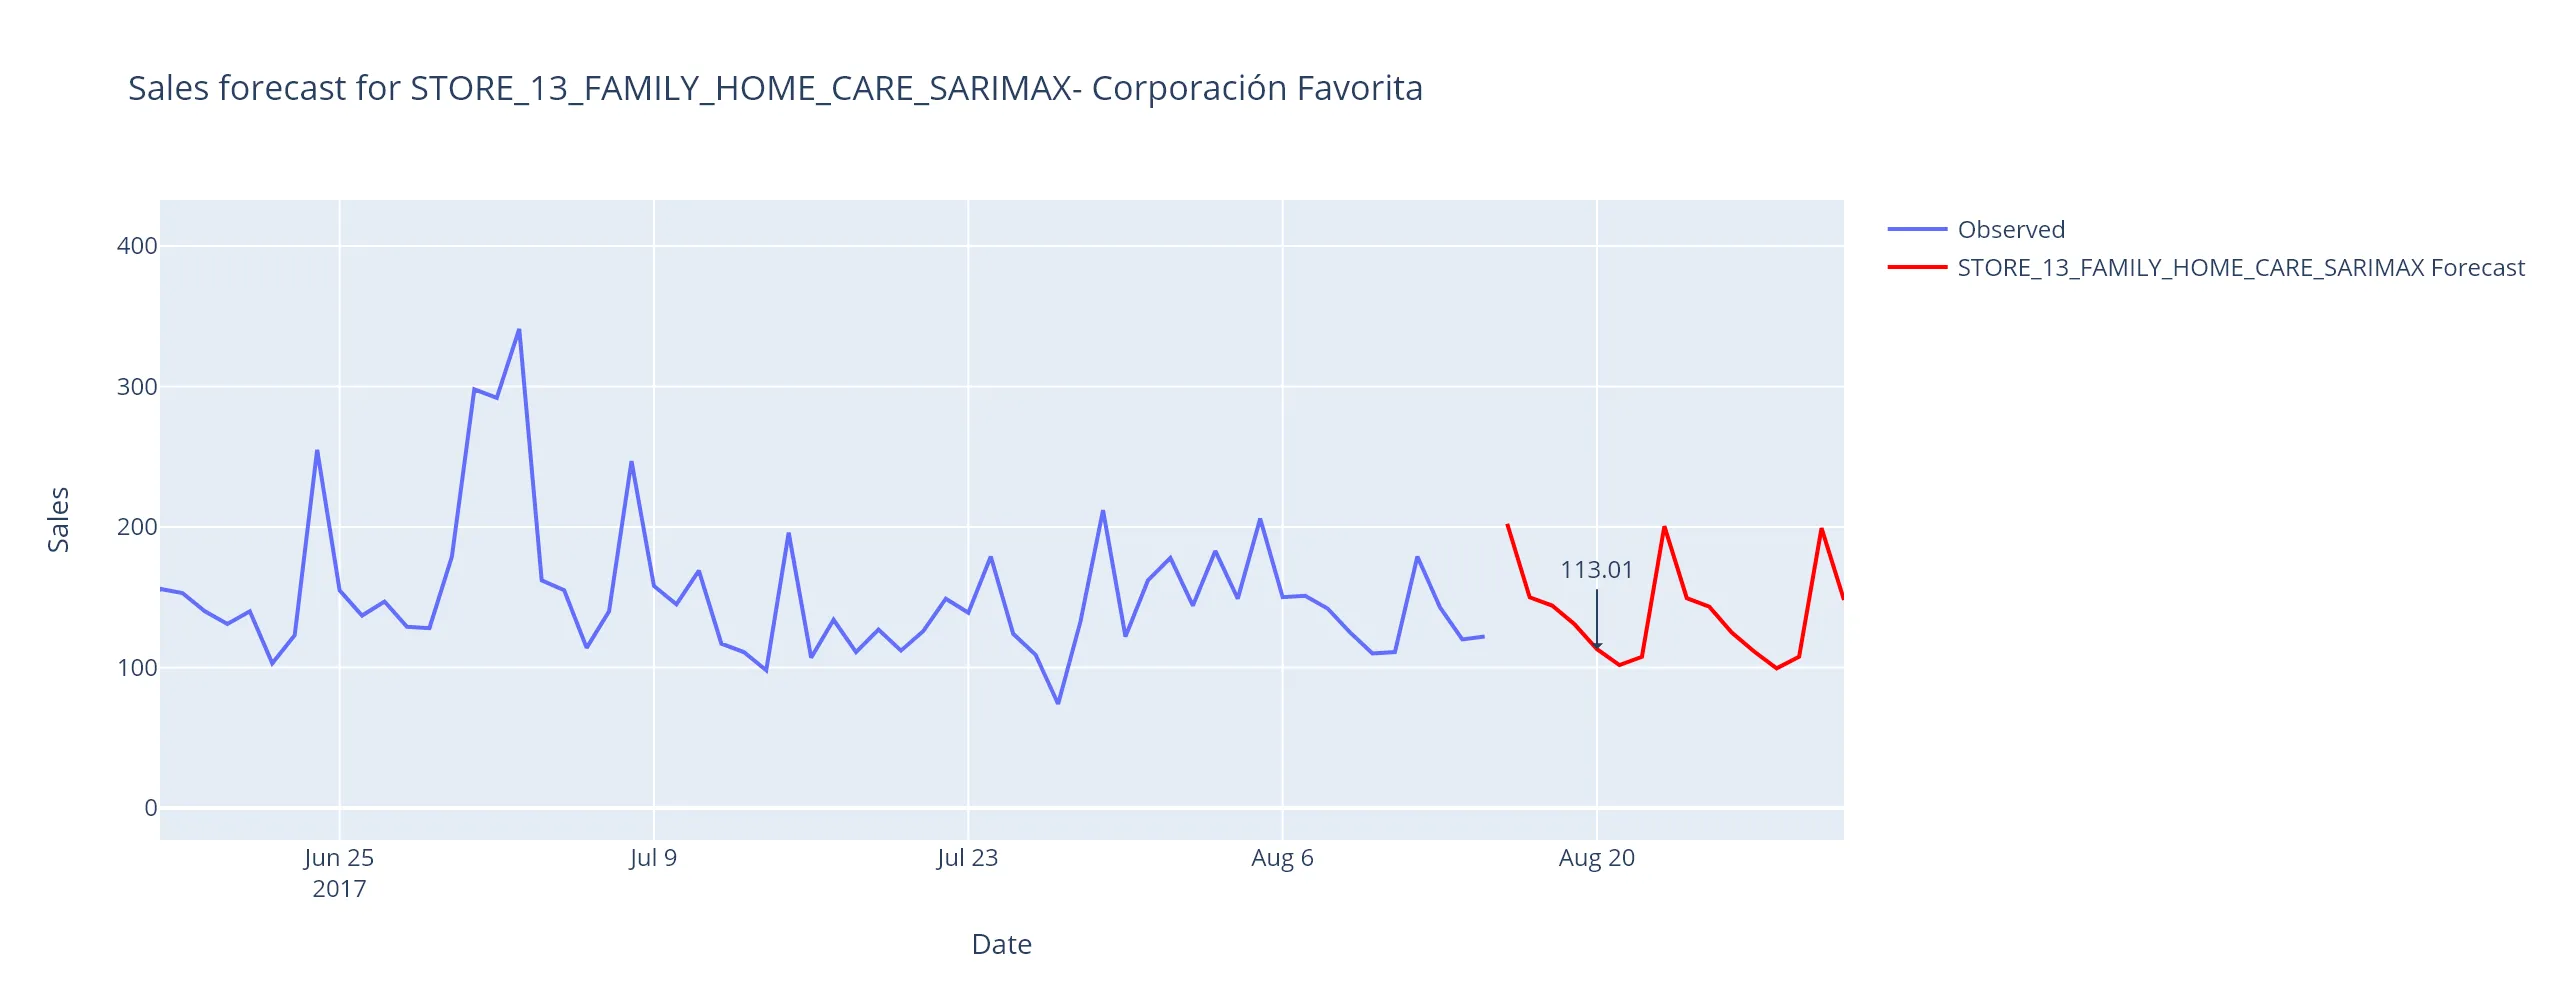 Sales forecast for STORE_13_FAMILY_HOME_CARE_SARIMAX- Corporación Favorita
Observed
STORE_13_FAMILY_HOME_CARE_SARIMAX Forecast
400
300
200
100
0
Sales
113.01
Jun 25
2017
Jul 9
Jul 23
Aug 6
Aug 20
Date